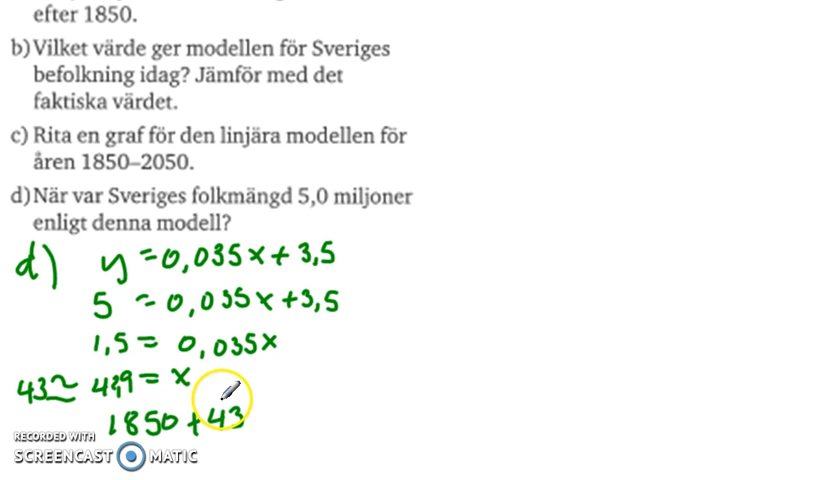 efter 1850.
b) Vilket värde ger modellen för Sveriges
befolkning idag? Jämför med det
faktiska värdet.
c) Rita en graf för den linjära modellen för
åren 1850–2050.
d) När var Sveriges folkmängd 5,0 miljoner
enligt denna modell?
d) y = 0,035x + 3,5
5 = 0,035x + 3,5
1,5 = 0,035x
43 ≈ 42,9 = x
1850 + 43
RECORDED WITH
SCREENCAST MATIC